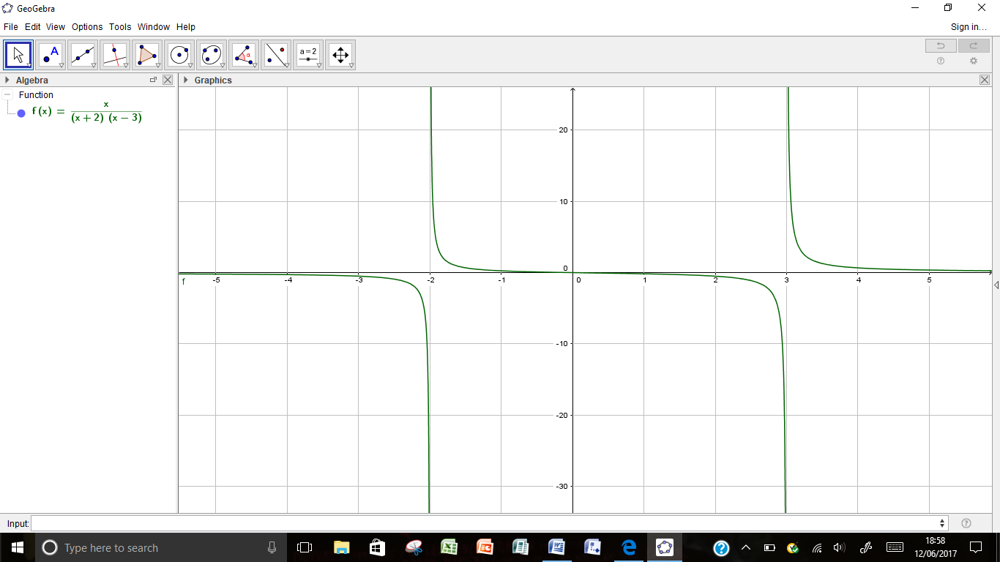 GeoGebra
File Edit View Options Tools Window Help Sign in...
A α a = 2
Algebra
Graphics
Function
f(x) = x / (x + 2) (x − 3)
20
10
0
f -5 -4 -3 -2 -1 0 1 2 3 4 5
-10
-20
-30
Input:
Type here to search
18:58
12/06/2017